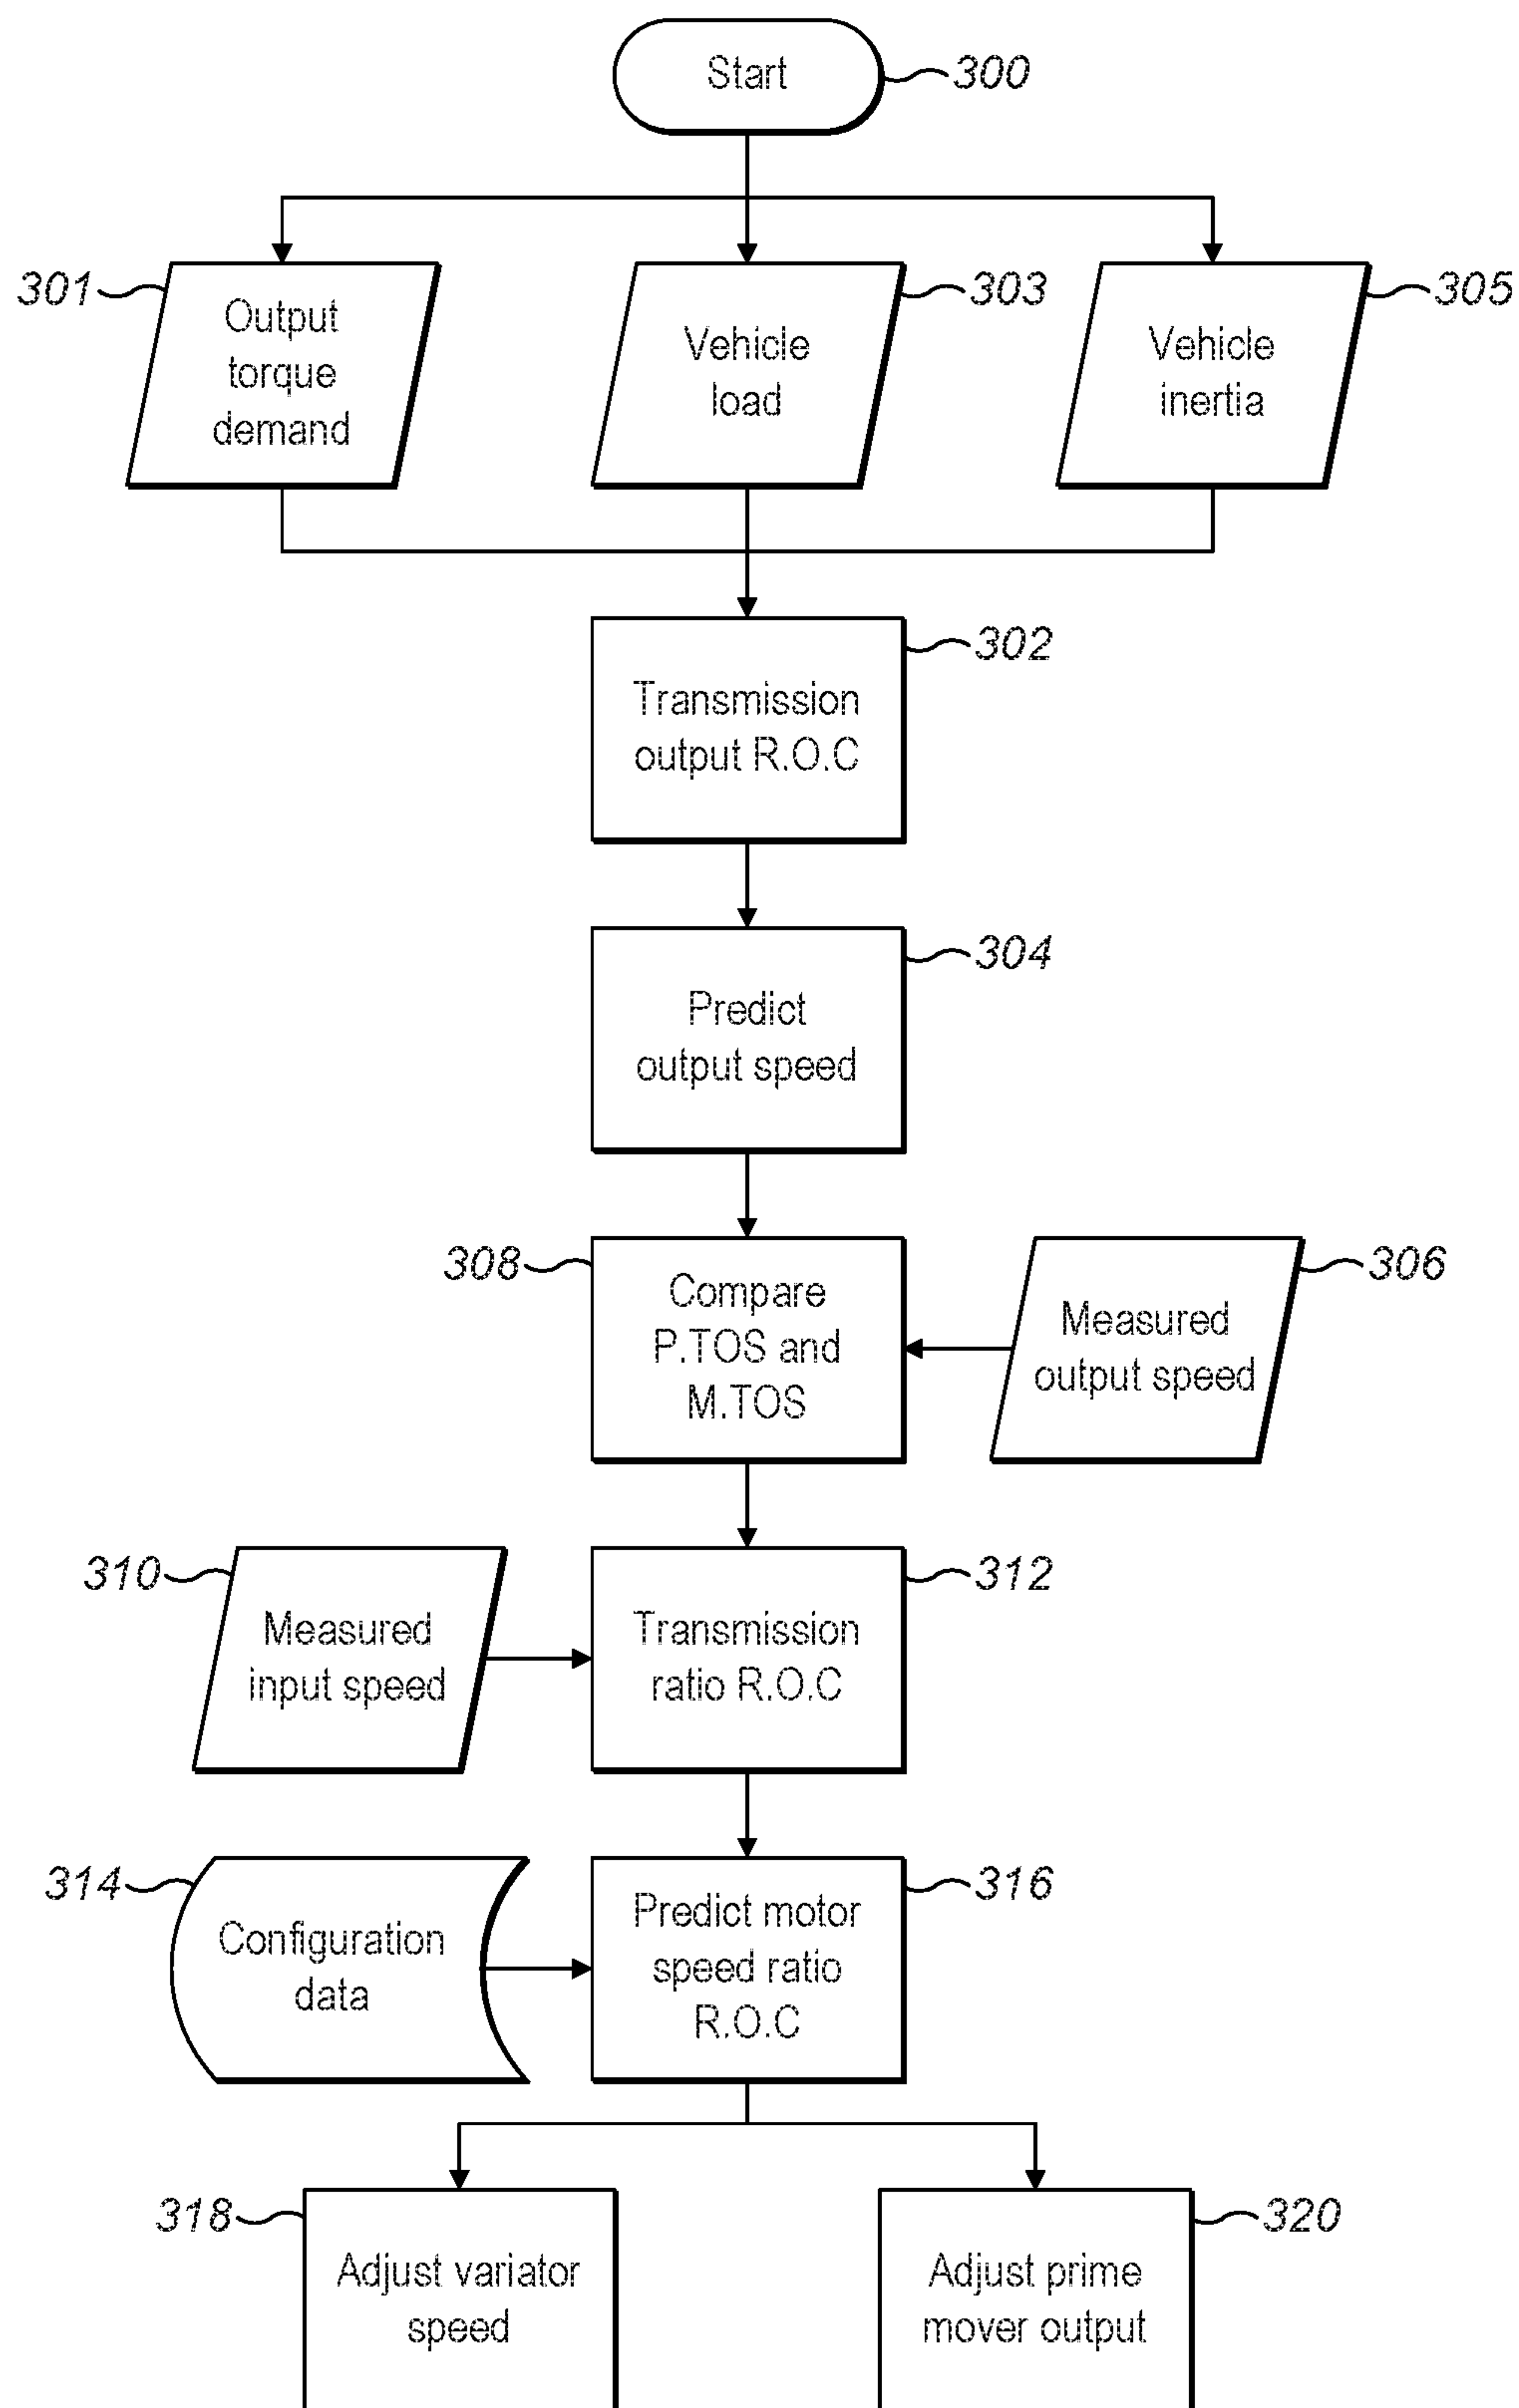 Start
300
301
Output
torque
demand
Vehicle
load
303
Vehicle
inertia
305
Transmission
output R.O.C
302
Predict
output speed
304
308
Compare
P.TOS and
M.TOS
Measured
output speed
306
310
Measured
input speed
Transmission
ratio R.O.C
312
314
Configuration
data
Predict motor
speed ratio
R.O.C
316
318
Adjust variator
speed
Adjust prime
mover output
320